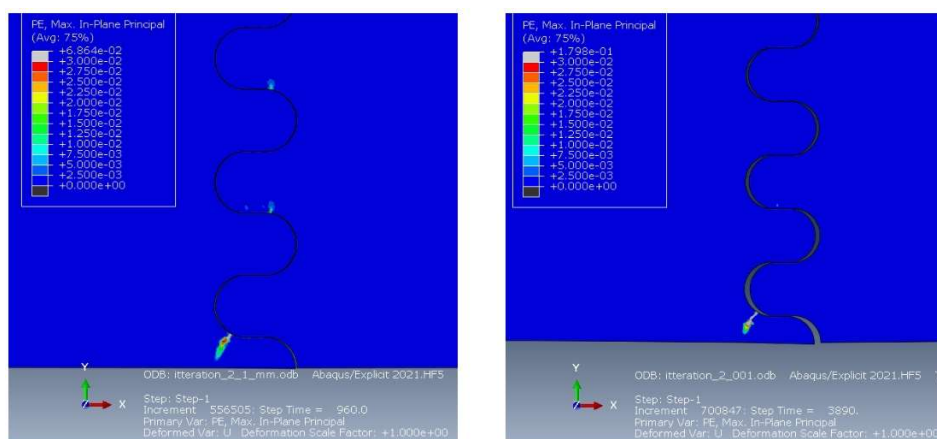 PE, Max. In-Plane Principal
(Avg: 75%)
+6.864e-02
+3.000e-02
+2.750e-02
+2.500e-02
+2.250e-02
+2.000e-02
+1.750e-02
+1.500e-02
+1.250e-02
+1.000e-02
+7.500e-03
+5.000e-03
+2.500e-03
+0.000e+00
Y
X
ODB: itteration_2_1_mm.odb Abaqus/Explicit 2021.HF5
Step: Step-1
Increment 556505: Step Time = 960.0
Primary Var: PE, Max. In-Plane Principal
Deformed Var: U Deformation Scale Factor: +1.000e+00
PE, Max. In-Plane Principal
(Avg: 75%)
+1.798e-01
+3.000e-02
+2.750e-02
+2.500e-02
+2.250e-02
+2.000e-02
+1.750e-02
+1.500e-02
+1.250e-02
+1.000e-02
+7.500e-03
+5.000e-03
+2.500e-03
+0.000e+00
Y
X
ODB: itteration_2_001.odb Abaqus/Explicit 2021.HF5
Step: Step-1
Increment 700847: Step Time = 3890.
Primary Var: PE, Max. In-Plane Principal
Deformed Var: U Deformation Scale Factor: +1.000e+00